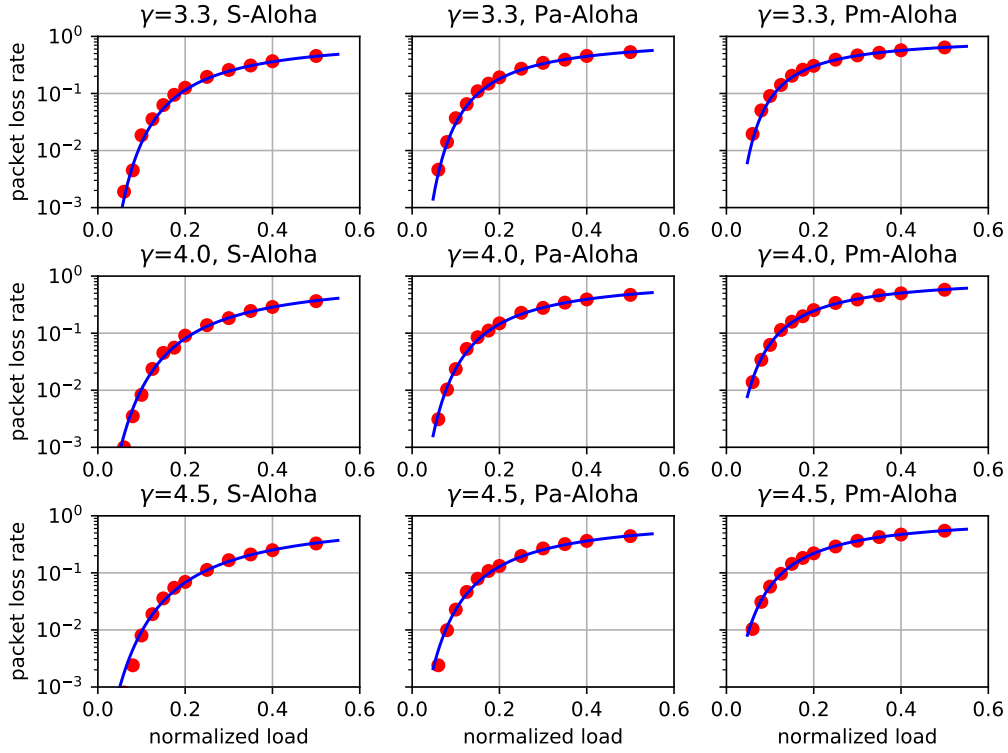 γ=3.3, S-Aloha
γ=3.3, Pa-Aloha
γ=3.3, Pm-Aloha
packet loss rate
10⁰
10⁻¹
10⁻²
10⁻³
0.0 0.2 0.4 0.6
0.0 0.2 0.4 0.6
0.0 0.2 0.4 0.6
γ=4.0, S-Aloha
γ=4.0, Pa-Aloha
γ=4.0, Pm-Aloha
packet loss rate
10⁰
10⁻¹
10⁻²
10⁻³
0.0 0.2 0.4 0.6
0.0 0.2 0.4 0.6
0.0 0.2 0.4 0.6
γ=4.5, S-Aloha
γ=4.5, Pa-Aloha
γ=4.5, Pm-Aloha
packet loss rate
10⁰
10⁻¹
10⁻²
10⁻³
0.0 0.2 0.4 0.6
0.0 0.2 0.4 0.6
0.0 0.2 0.4 0.6
normalized load
normalized load
normalized load